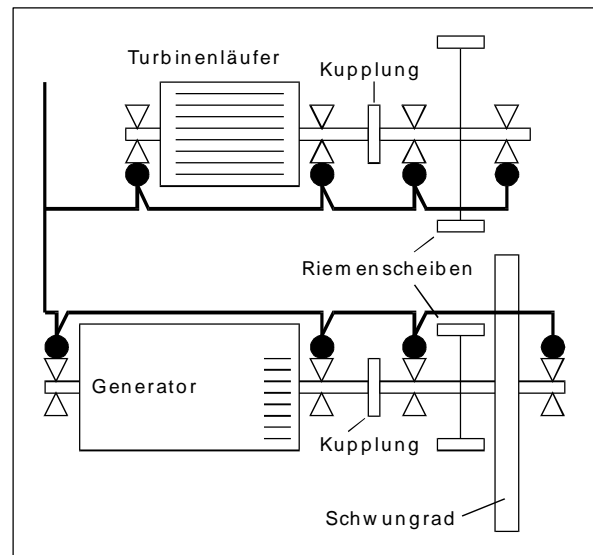 Turbinenläufer
Kupplung
Riemenscheiben
Generator
Kupplung
Schwungrad